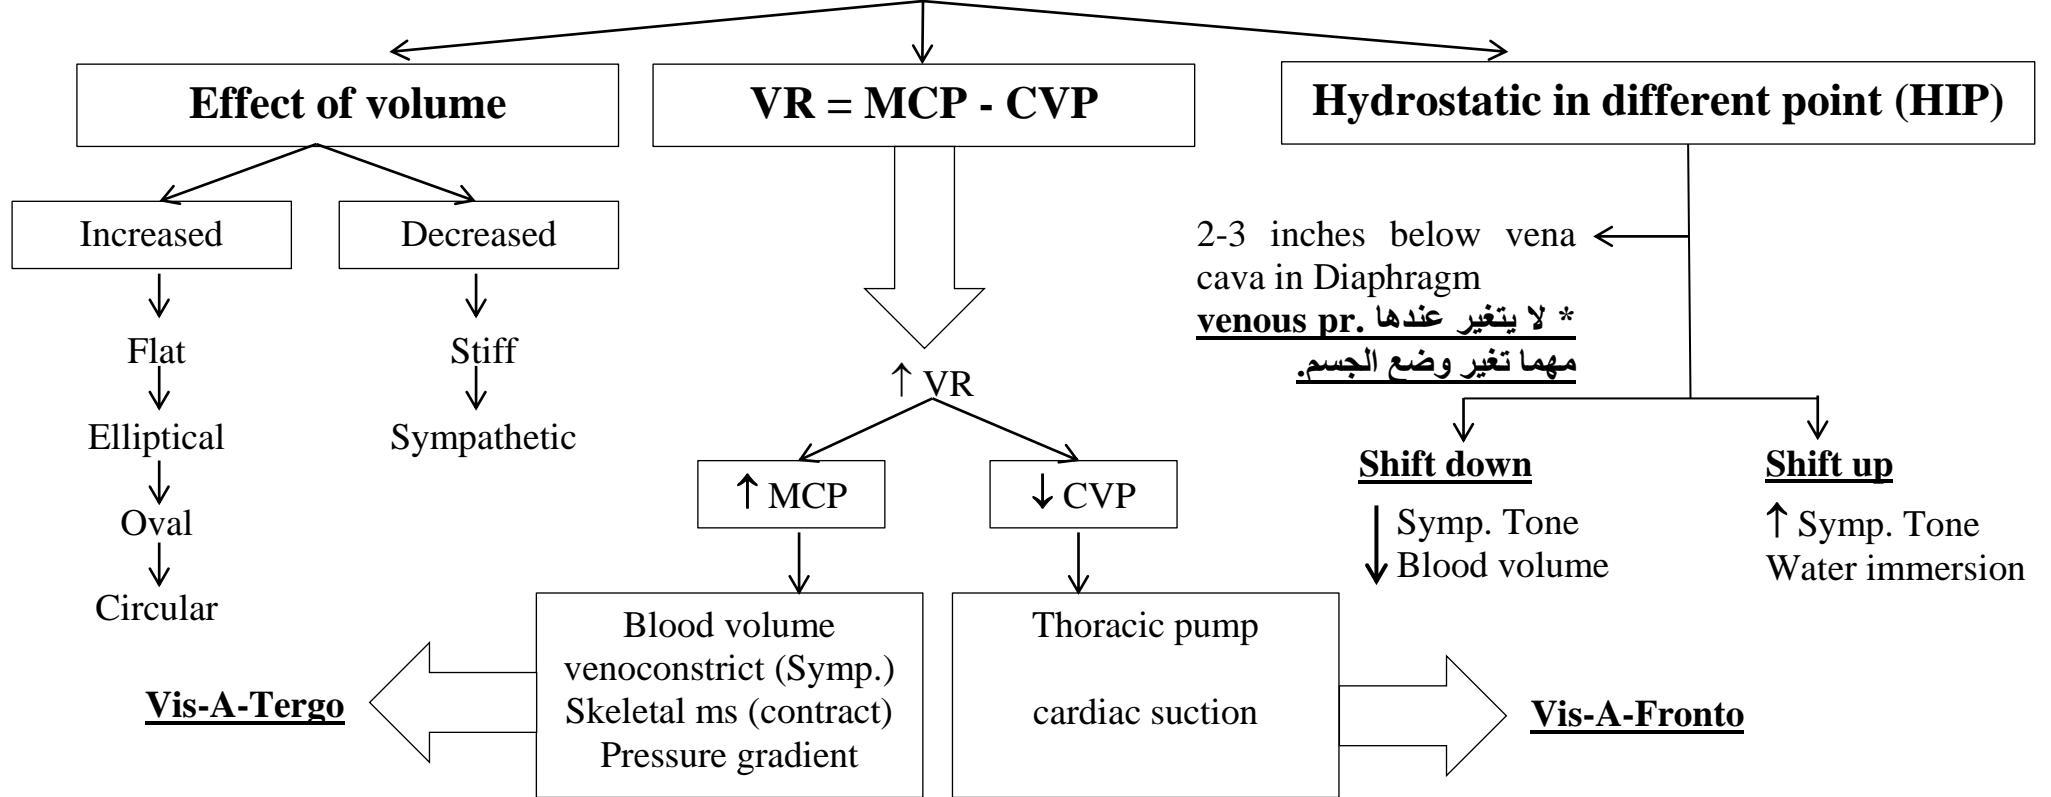 Effect of volume
Increased
Flat
Elliptical
Oval
Circular
Decreased
Stiff
Sympathetic
VR = MCP - CVP
↑ VR
↑ MCP
Blood volume
venoconstrict (Symp.)
Skeletal ms (contract)
Pressure gradient
Vis-A-Tergo
↓ CVP
Thoracic pump
cardiac suction
Vis-A-Fronto
Hydrostatic in different point (HIP)
2-3 inches below vena
cava in Diaphragm
* لا يتغير عندها venous pr.
مهما تغير وضع الجسم.
Shift down
↓ Symp. Tone
Blood volume
Shift up
↑ Symp. Tone
Water immersion